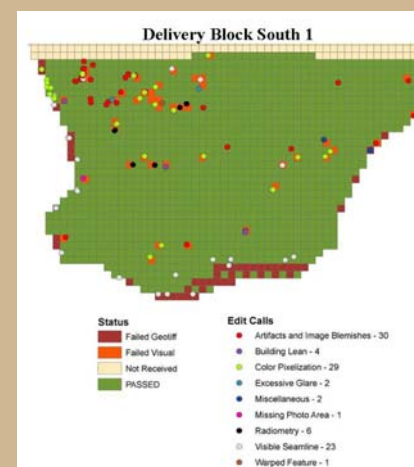 Delivery Block South 1
Status
Failed Geotiff
Failed Visual
Not Received
PASSED
Edit Calls
Artifacts and Image Blemishes - 30
Building Lean - 4
Color Pixelization - 29
Excessive Glare - 2
Miscellaneous - 2
Missing Photo Area - 1
Radiometry - 6
Visible Seamline - 23
Warped Feature - 1